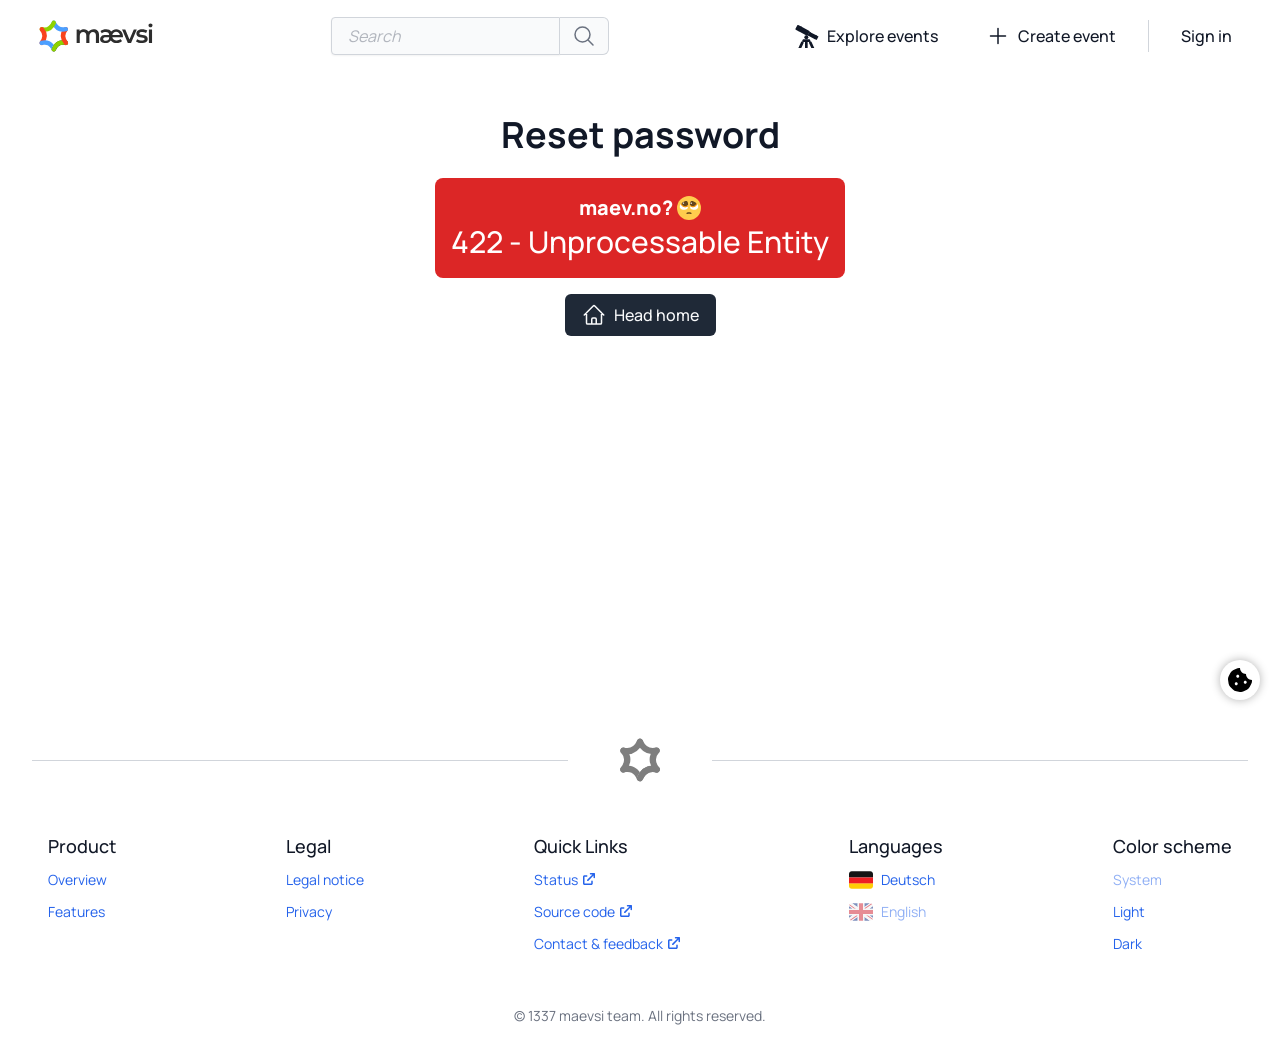 mævsi
Search
Explore events
Create event
Sign in
Reset password
maev.no? 🙄
422 - Unprocessable Entity
Head home
Product
Overview
Features
Legal
Legal notice
Privacy
Quick Links
Status
Source code
Contact & feedback
Languages
Deutsch
English
Color scheme
System
Light
Dark
© 1337 maevsi team. All rights reserved.